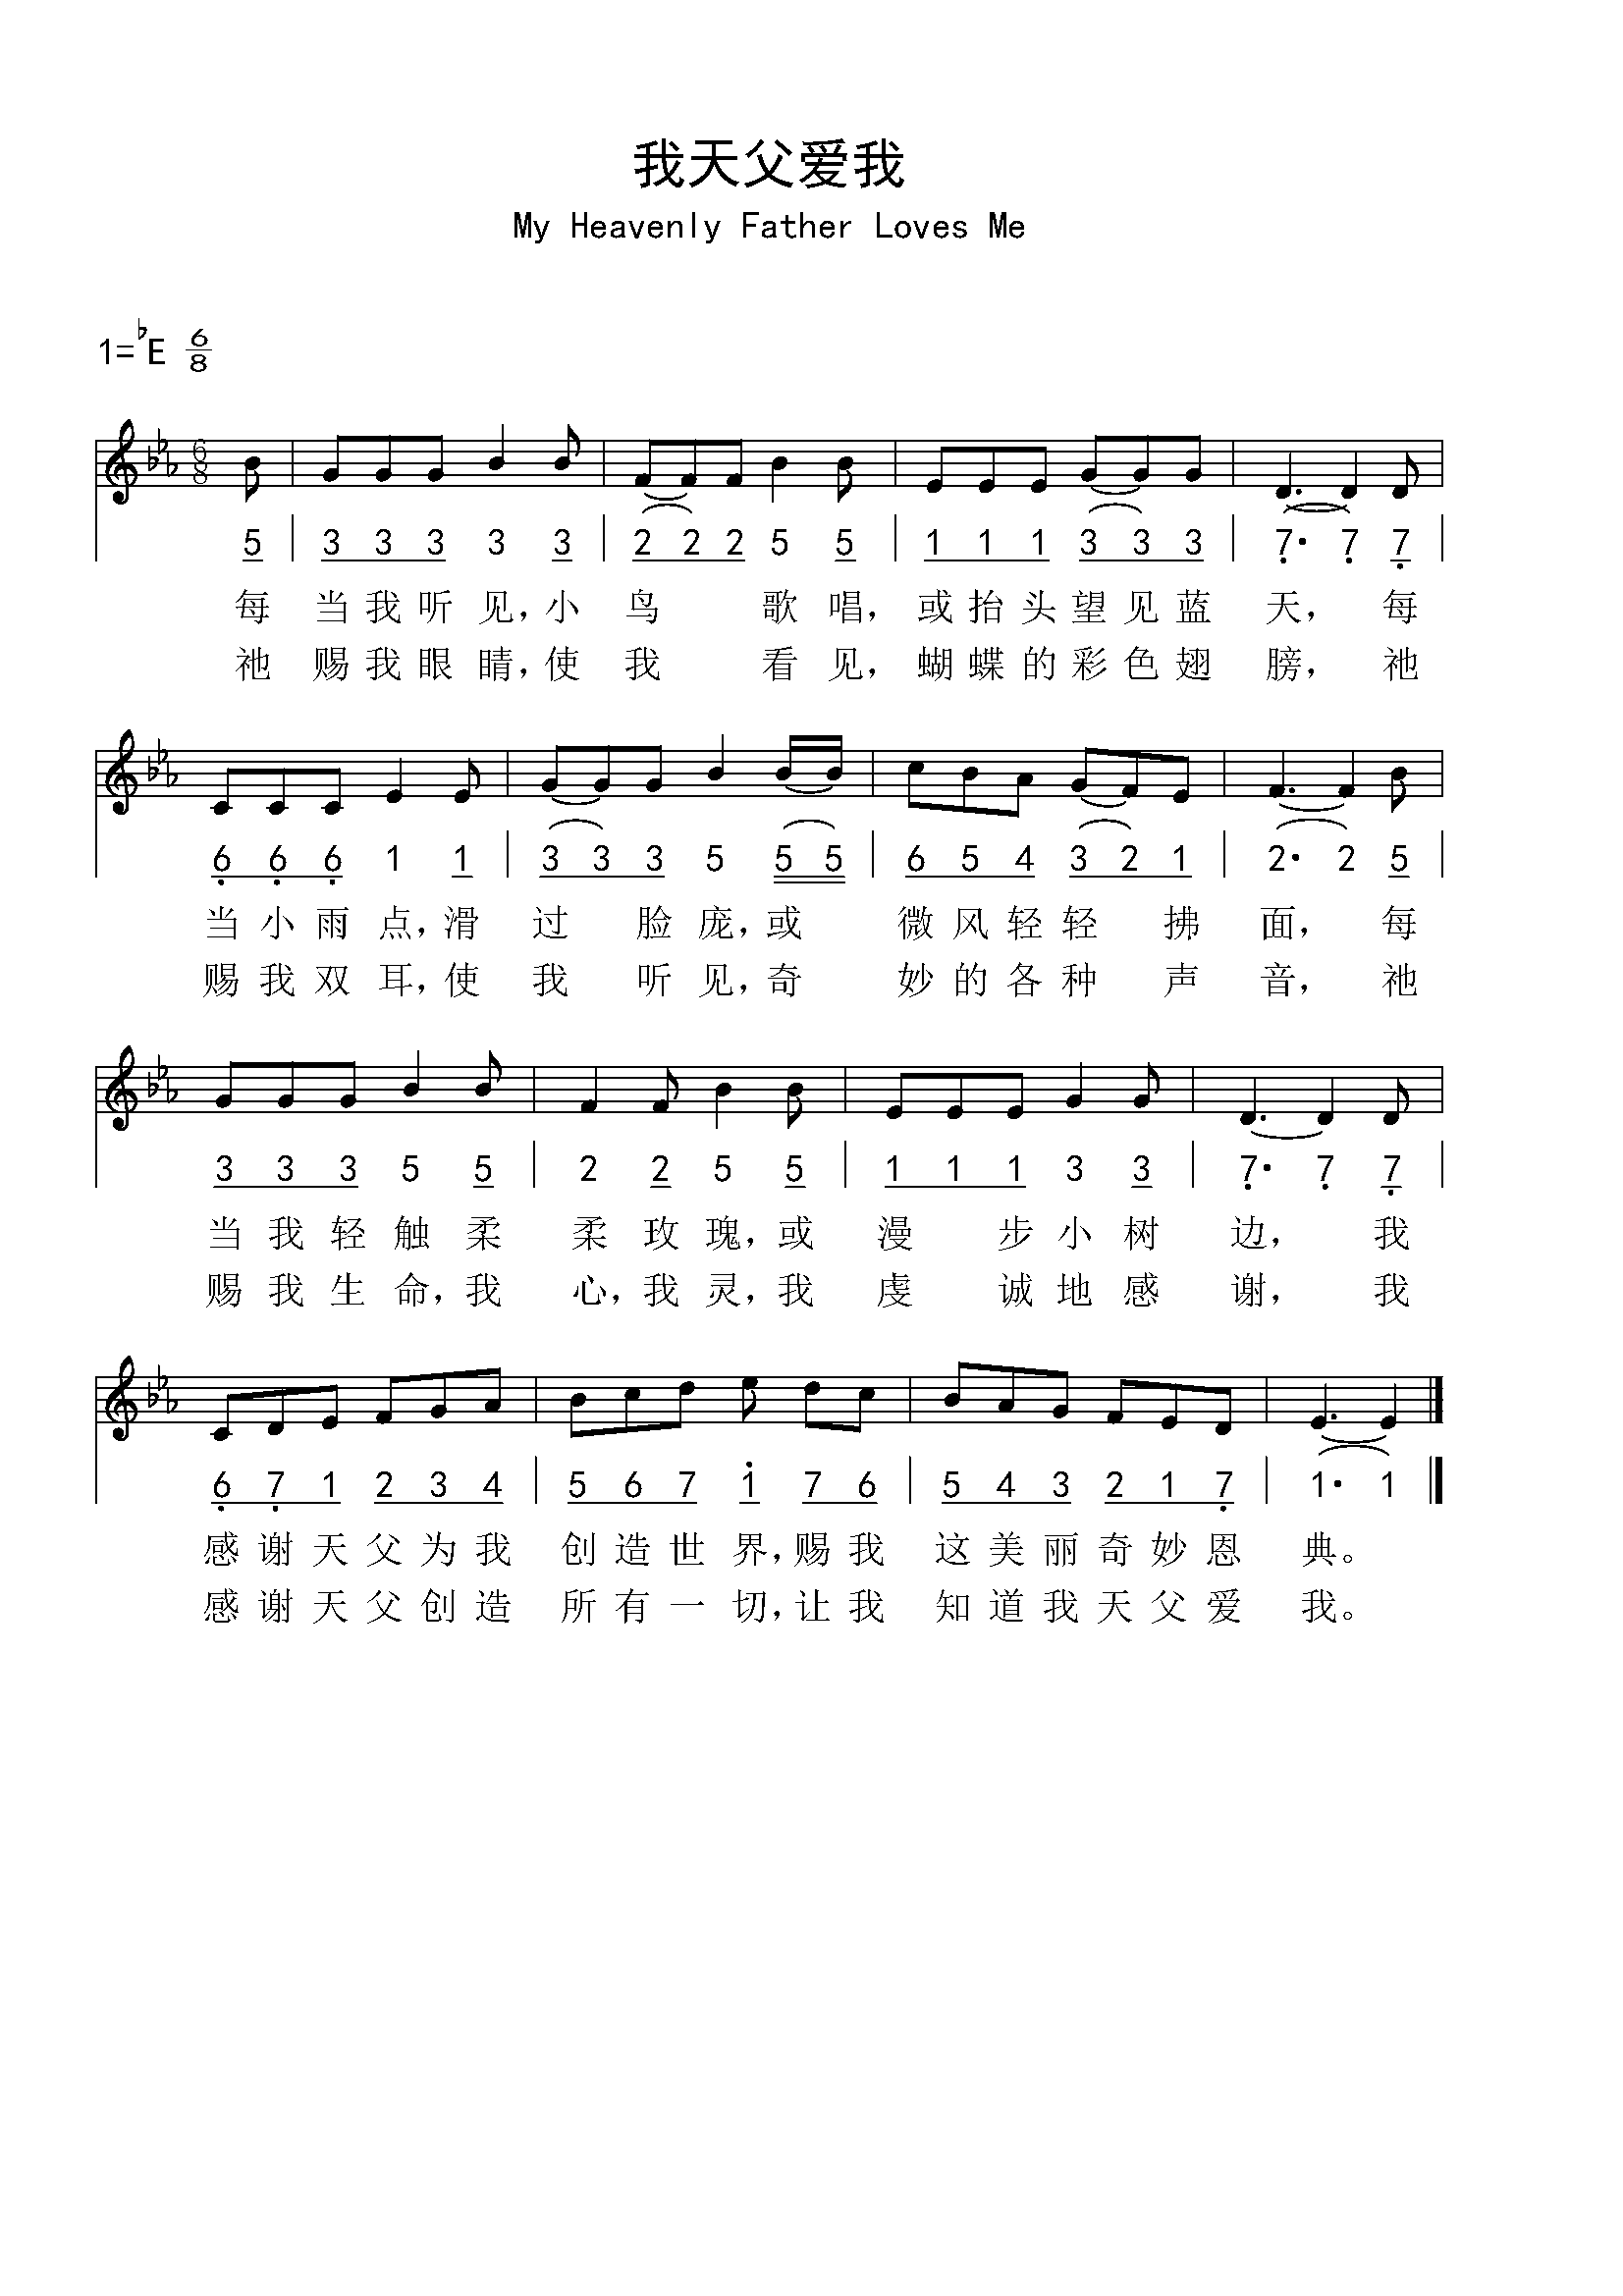 我天父爱我
My Heavenly Father Loves Me
1=♭E 6/8
5 | 3 3 3 3 3 | (2 2) 2 5 5 | 1 1 1 (3 3) 3 | (7̣· 7̣) 7̣ |
每 当 我 听 见，小 鸟 歌 唱，或 抬 头 望 见 蓝 天， 每
祂 赐 我 眼 睛，使 我 看 见，蝴 蝶 的 彩 色 翅 膀， 祂
6̣ 6̣ 6̣ 1 1 | (3 3) 3 5 (5 5) | 6 5 4 (3 2) 1 | (2· 2) 5 |
当 小 雨 点，滑 过 脸 庞，或 微 风 轻 轻 拂 面， 每
赐 我 双 耳，使 我 听 见，奇 妙 的 各 种 声 音， 祂
3 3 3 5 5 | 2 2 5 5 | 1 1 1 3 3 | 7̣· 7̣ 7̣ |
当 我 轻 触 柔 柔 玫 瑰，或 漫 步 小 树 边， 我
赐 我 生 命，我 心，我 灵，我 虔 诚 地 感 谢， 我
6̣ 7̣ 1 2 3 4 | 5 6 7 1̇ 7 6 | 5 4 3 2 1 7̣ | (1· 1) |
感 谢 天 父 为 我 创 造 世 界，赐 我 这 美 丽 奇 妙 恩 典。
感 谢 天 父 创 造 所 有 一 切，让 我 知 道 我 天 父 爱 我。